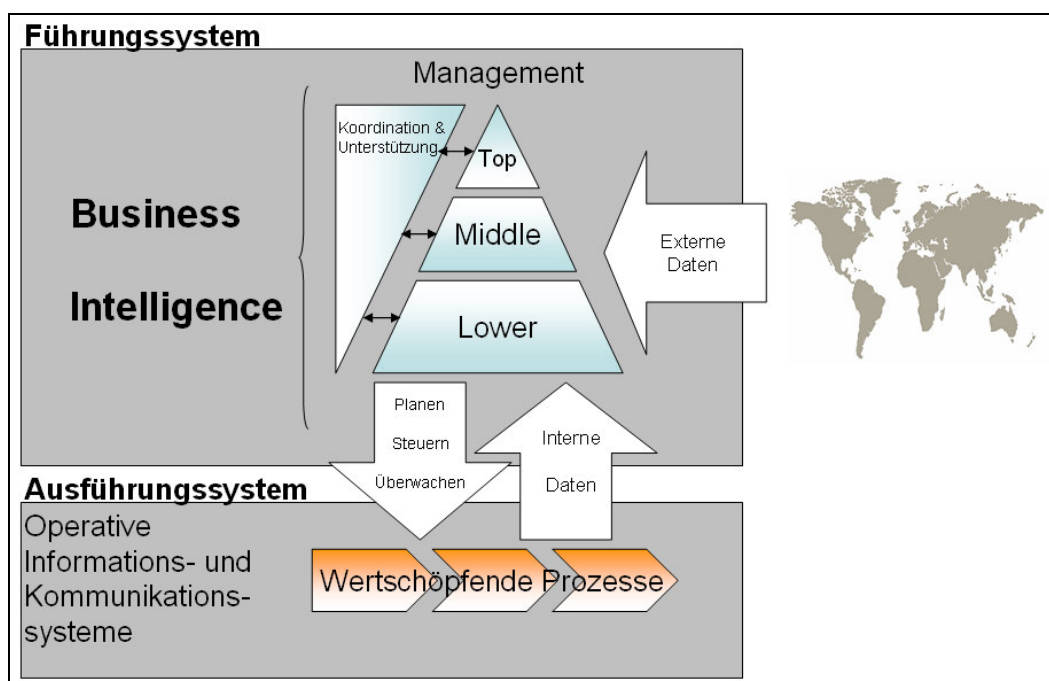 Führungssystem
Management
Koordination &
Unterstützung
Top
Business
Middle
Externe
Daten
Intelligence
Lower
Planen
Steuern
Überwachen
Interne
Daten
Ausführungssystem
Operative
Informations- und
Kommunikations-
systeme
Wertschöpfende Prozesse